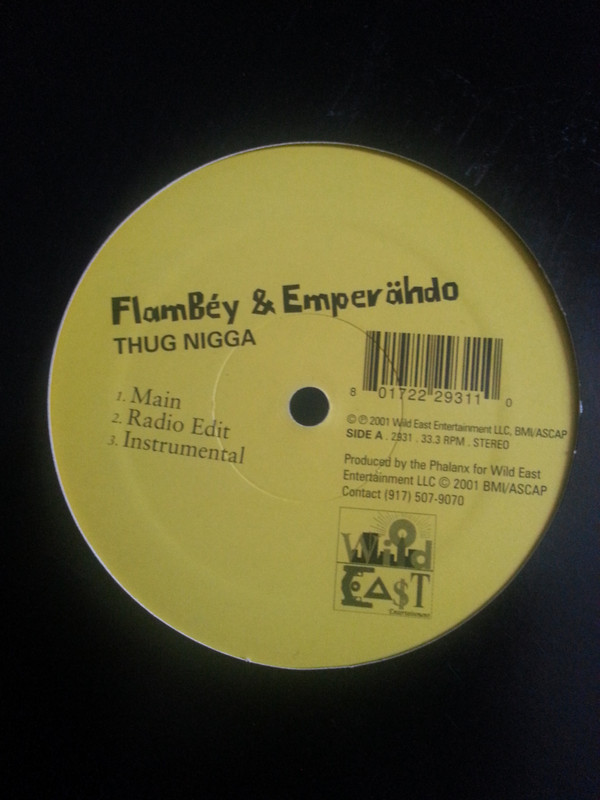 FlamBéy & Emperähdo
THUG NIGGA
1. Main
2. Radio Edit
3. Instrumental
8 01722 29311 0
© ℗ 2001 Wild East Entertainment LLC, BMI/ASCAP
SIDE A . 2931 . 33.3 RPM . STEREO
Produced by the Phalanx for Wild East
Entertainment LLC © 2001 BMI/ASCAP
Contact (917) 507-9070
Wild
EA$T
Entertainment